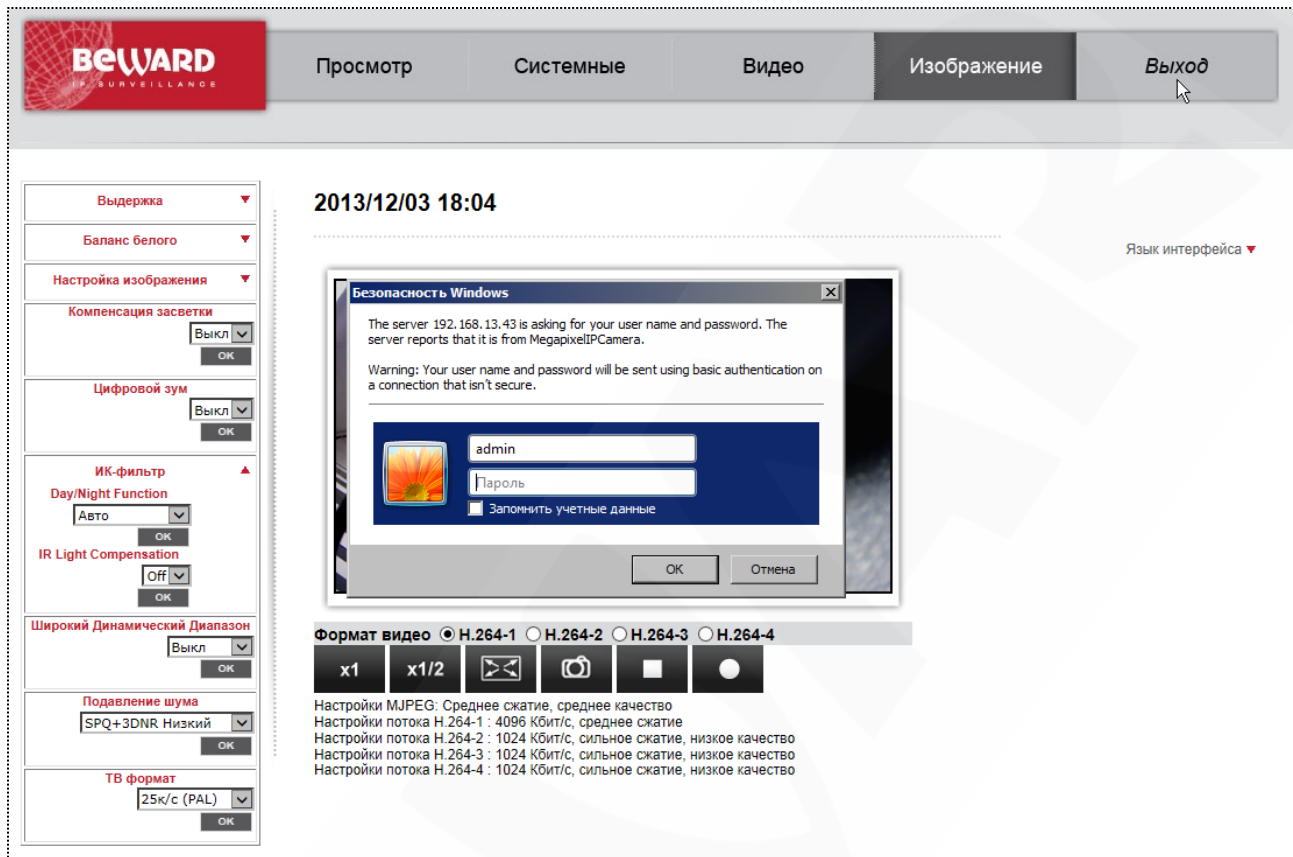 BEWARD
IP SURVEILLANCE
Просмотр
Системные
Видео
Изображение
Выход
2013/12/03 18:04
Язык интерфейса
Выдержка
Баланс белого
Настройка изображения
Компенсация засветки
Выкл
OK
Цифровой зум
Выкл
OK
ИК-фильтр
Day/Night Function
Авто
OK
IR Light Compensation
Off
OK
Широкий Динамический Диапазон
Выкл
OK
Подавление шума
SPQ+3DNR Низкий
OK
ТВ формат
25к/с (PAL)
OK
Безопасность Windows
The server 192.168.13.43 is asking for your user name and password. The
server reports that it is from MegapixelIPCamera.
Warning: Your user name and password will be sent using basic authentication on
a connection that isn't secure.
admin
Пароль
Запомнить учетные данные
OK
Отмена
Формат видео H.264-1 H.264-2 H.264-3 H.264-4
x1
x1/2
Настройки MJPEG: Среднее сжатие, среднее качество
Настройки потока H.264-1 : 4096 Кбит/с, среднее сжатие
Настройки потока H.264-2 : 1024 Кбит/с, сильное сжатие, низкое качество
Настройки потока H.264-3 : 1024 Кбит/с, сильное сжатие, низкое качество
Настройки потока H.264-4 : 1024 Кбит/с, сильное сжатие, низкое качество